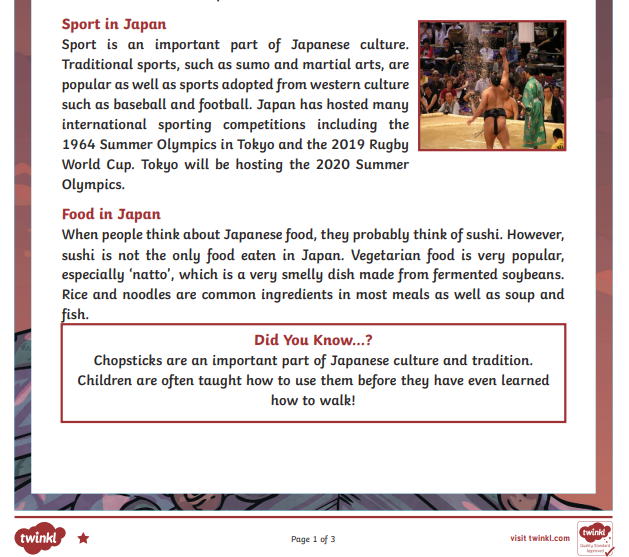 Sport in Japan
Sport is an important part of Japanese culture.
Traditional sports, such as sumo and martial arts, are
popular as well as sports adopted from western culture
such as baseball and football. Japan has hosted many
international sporting competitions including the
1964 Summer Olympics in Tokyo and the 2019 Rugby
World Cup. Tokyo will be hosting the 2020 Summer
Olympics.
Food in Japan
When people think about Japanese food, they probably think of sushi. However,
sushi is not the only food eaten in Japan. Vegetarian food is very popular,
especially ‘natto’, which is a very smelly dish made from fermented soybeans.
Rice and noodles are common ingredients in most meals as well as soup and
fish.
Did You Know...?
Chopsticks are an important part of Japanese culture and tradition.
Children are often taught how to use them before they have even learned
how to walk!
twinkl
Page 1 of 3
visit twinkl.com
twinkl
Quality Standard
Approved